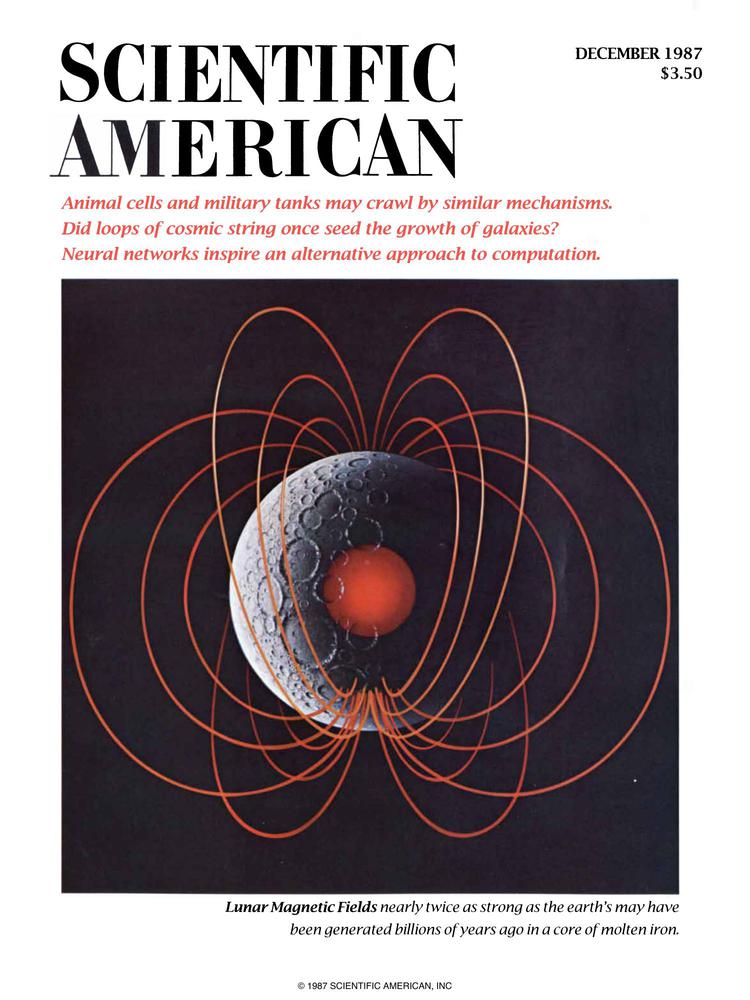 SCIENTIFIC
AMERICAN
DECEMBER 1987
$3.50
Animal cells and military tanks may crawl by similar mechanisms.
Did loops of cosmic string once seed the growth of galaxies?
Neural networks inspire an alternative approach to computation.
Lunar Magnetic Fields nearly twice as strong as the earth's may have
been generated billions of years ago in a core of molten iron.
© 1987 SCIENTIFIC AMERICAN, INC